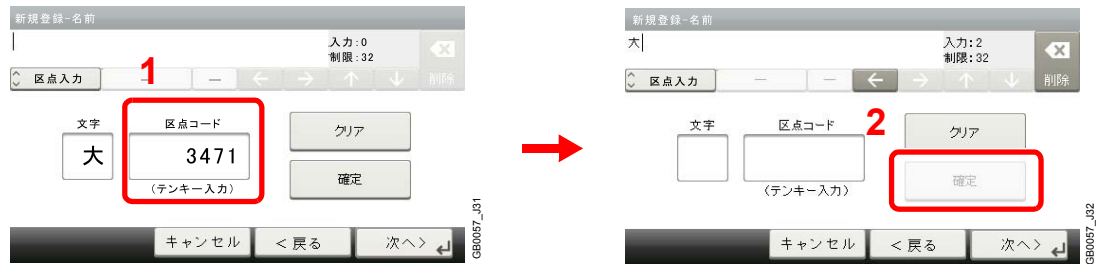 新規登録-名前
入力:0
制限:32
区点入力
ー
ー
←
→
↑
↓
削除
1
文字
区点コード
大
3471
(テンキー入力)
クリア
確定
キャンセル
<戻る
次へ>
GB0057_J31
新規登録-名前
大
入力:2
制限:32
区点入力
ー
ー
←
→
↑
↓
削除
文字
区点コード
2
(テンキー入力)
クリア
確定
キャンセル
<戻る
次へ>
GB0057_J32